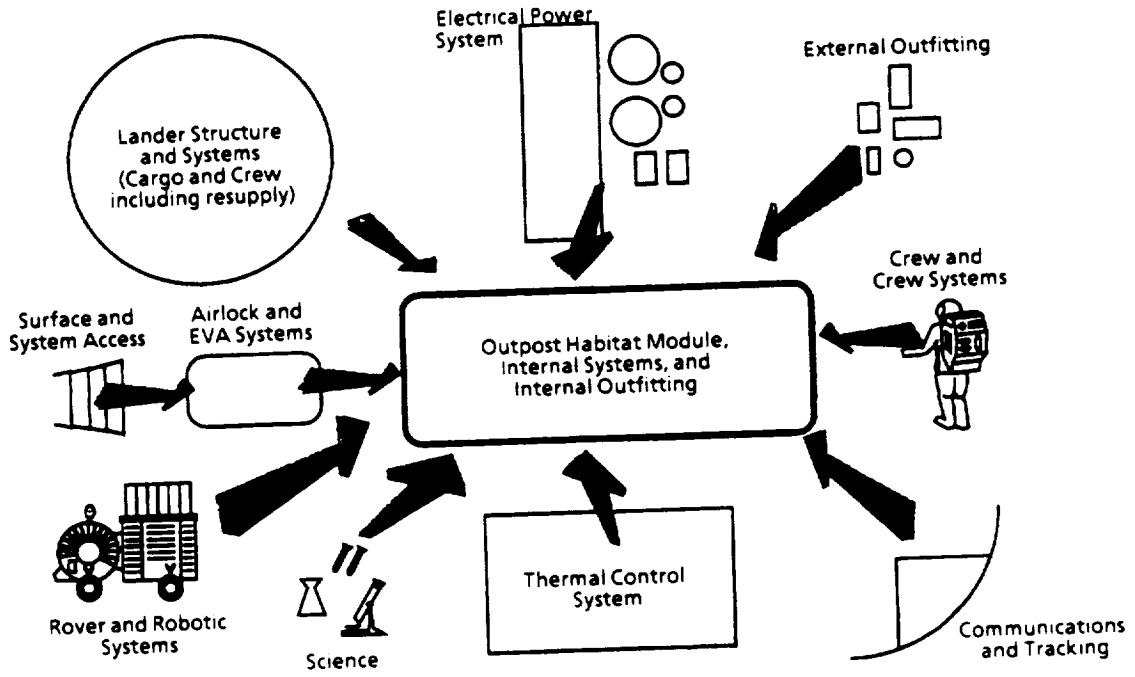 Electrical Power
System
External Outfitting
Lander Structure
and Systems
(Cargo and Crew
including resupply)
Crew and
Crew Systems
Surface and
System Access
Airlock and
EVA Systems
Outpost Habitat Module,
Internal Systems, and
Internal Outfitting
Rover and Robotic
Systems
Science
Thermal Control
System
Communications
and Tracking